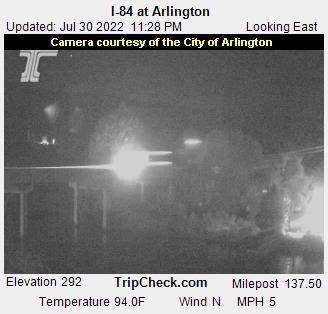 I-84 at Arlington
Updated: Jul 30 2022 11:28 PM Looking East
Camera courtesy of the City of Arlington
Elevation 292 TripCheck.com Milepost 137.50
Temperature 94.0F Wind N MPH 5